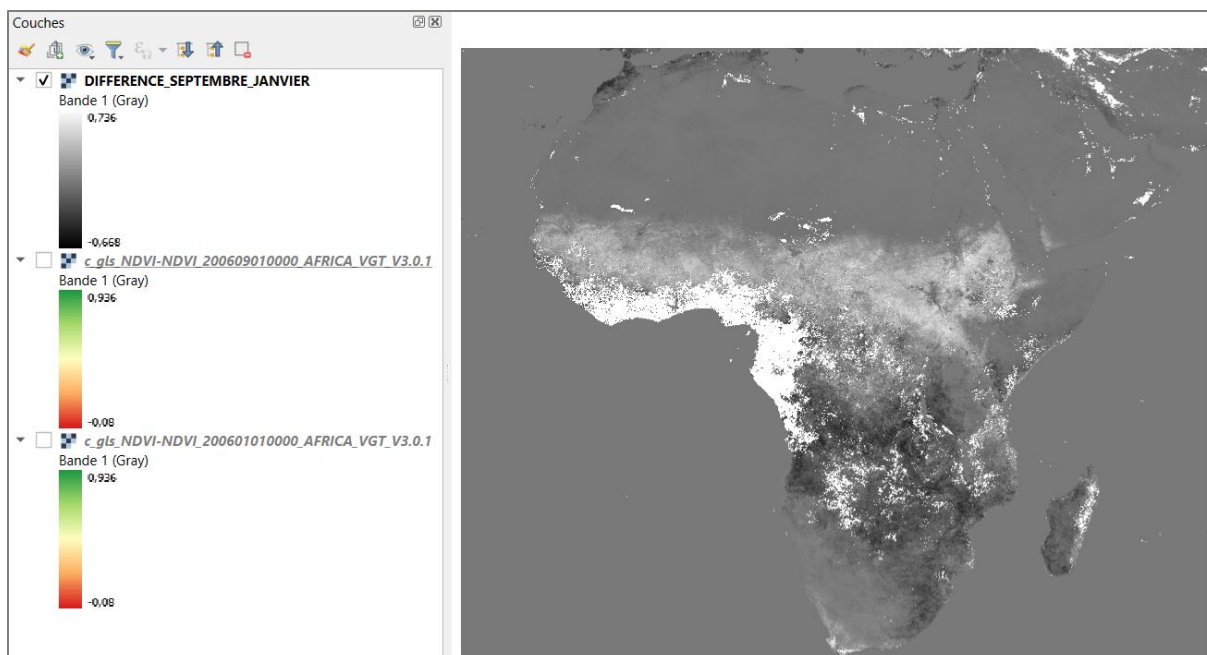 Couches
DIFFERENCE_SEPTEMBRE_JANVIER
Bande 1 (Gray)
0,736
-0,668
c_gls_NDVI-NDVI_200609010000_AFRICA_VGT_V3.0.1
Bande 1 (Gray)
0,936
-0,08
c_gls_NDVI-NDVI_200601010000_AFRICA_VGT_V3.0.1
Bande 1 (Gray)
0,936
-0,08